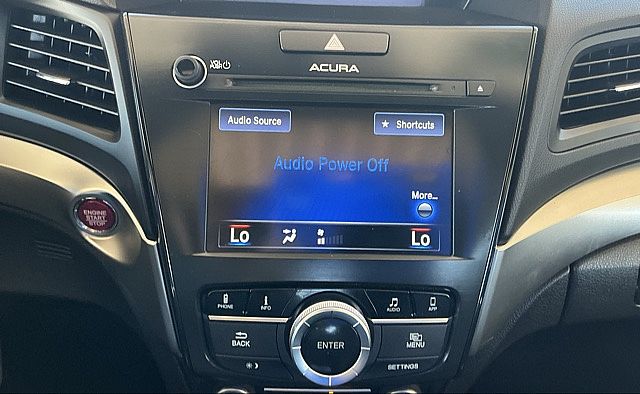 ACURA
Audio Source
★ Shortcuts
Audio Power Off
More...
Lo
Lo
ENGINE
START
STOP
PHONE
INFO
AUDIO
APP
BACK
ENTER
MENU
SETTINGS